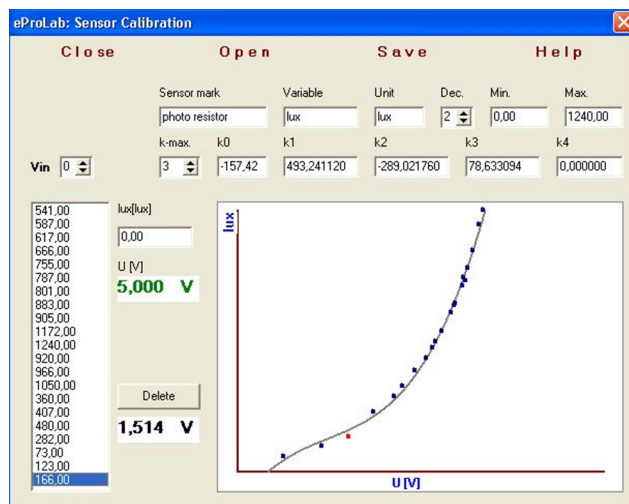 eProLab: Sensor Calibration
Close Open Save Help
Sensor mark Variable Unit Dec. Min. Max.
photo resistor lux lux 2 0,00 1240,00
k-max. k0 k1 k2 k3 k4
Vin 0 3 -157,42 493,241120 -289,021760 78,633094 0,000000
541,00
587,00
617,00
666,00
755,00
787,00
801,00
883,00
905,00
1172,00
1240,00
920,00
966,00
1050,00
360,00
407,00
480,00
282,00
73,00
123,00
166,00
lux[lux]
0,00
U [V]
5,000 V
Delete
1,514 V
lux
U [V]